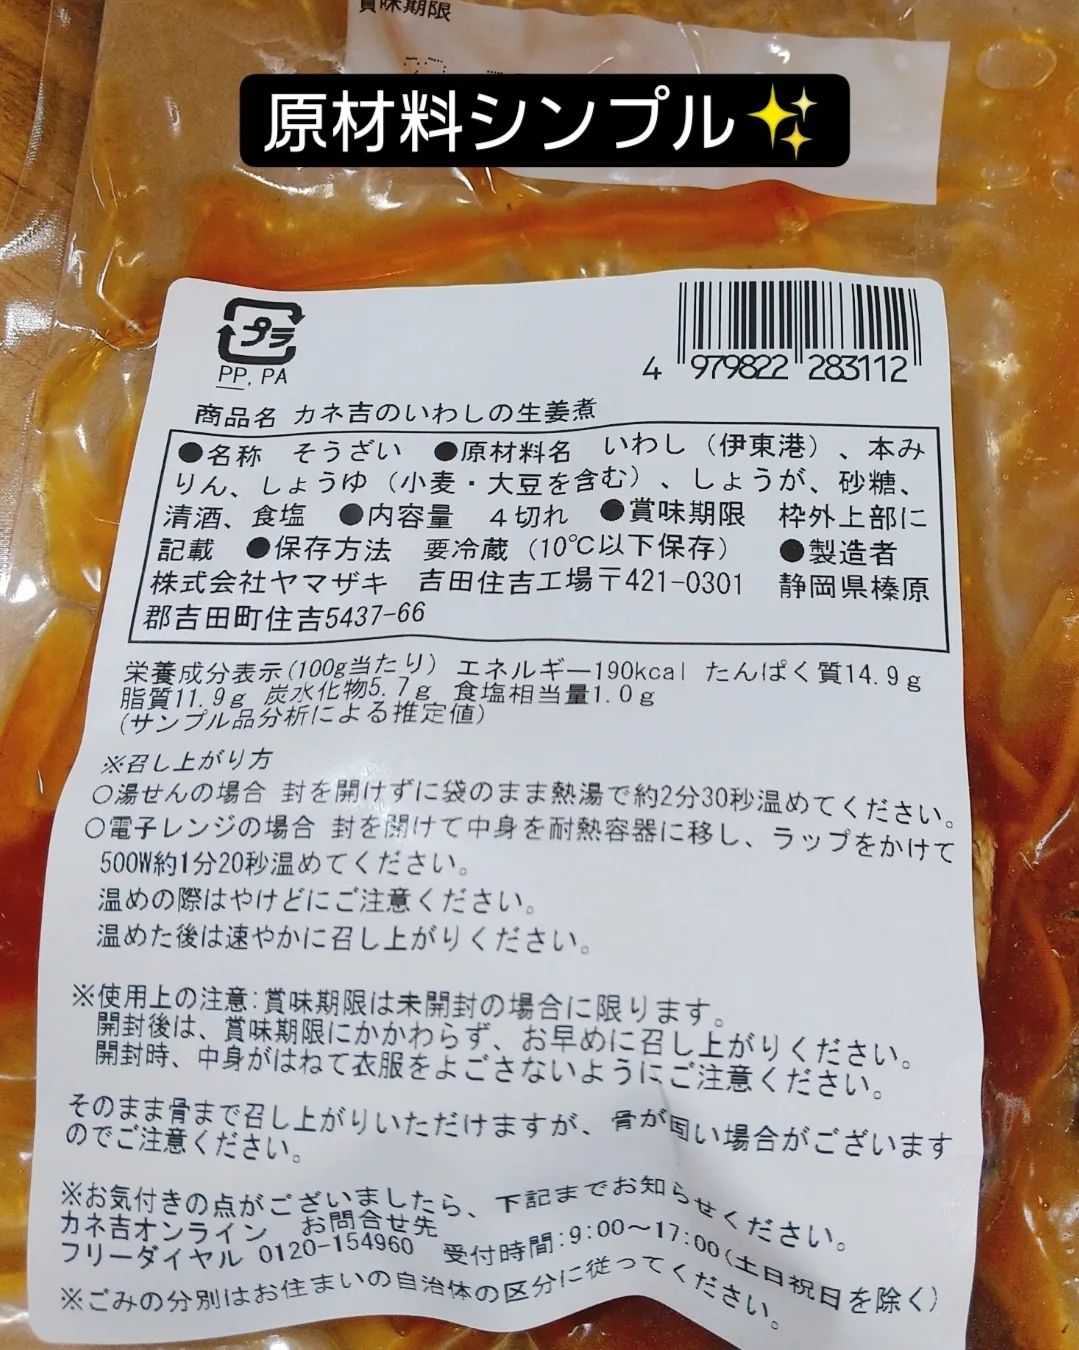 賞味期限
原材料シンプル✨
プラ
PP, PA
4 979822 283112
商品名 カネ吉のいわしの生姜煮
●名称 そうざい ●原材料名 いわし（伊東港）、本み
りん、しょうゆ（小麦・大豆を含む）、しょうが、砂糖、
清酒、食塩 ●内容量 4切れ ●賞味期限 枠外上部に
記載 ●保存方法 要冷蔵（10℃以下保存） ●製造者
株式会社ヤマザキ 吉田住吉工場〒421-0301 静岡県榛原
郡吉田町住吉5437-66
栄養成分表示(100g当たり) エネルギー190kcal たんぱく質14.9g
脂質11.9g 炭水化物5.7g 食塩相当量1.0g
(サンプル品分析による推定値)
※召し上がり方
○湯せんの場合 封を開けずに袋のまま熱湯で約2分30秒温めてください。
○電子レンジの場合 封を開けて中身を耐熱容器に移し、ラップをかけて
500W約1分20秒温めてください。
温めの際はやけどにご注意ください。
温めた後は速やかに召し上がりください。
※使用上の注意:賞味期限は未開封の場合に限ります。
開封後は、賞味期限にかかわらず、お早めに召し上がりください。
開封時、中身がはねて衣服をよごさないようにご注意ください。
そのまま骨まで召し上がりいただけますが、骨が固い場合がございます
のでご注意ください。
※お気付きの点がございましたら、下記までお知らせください。
カネ吉オンライン お問合せ先
フリーダイヤル 0120-154960 受付時間:9:00～17:00(土日祝日を除く)
※ごみの分別はお住まいの自治体の区分に従ってください。